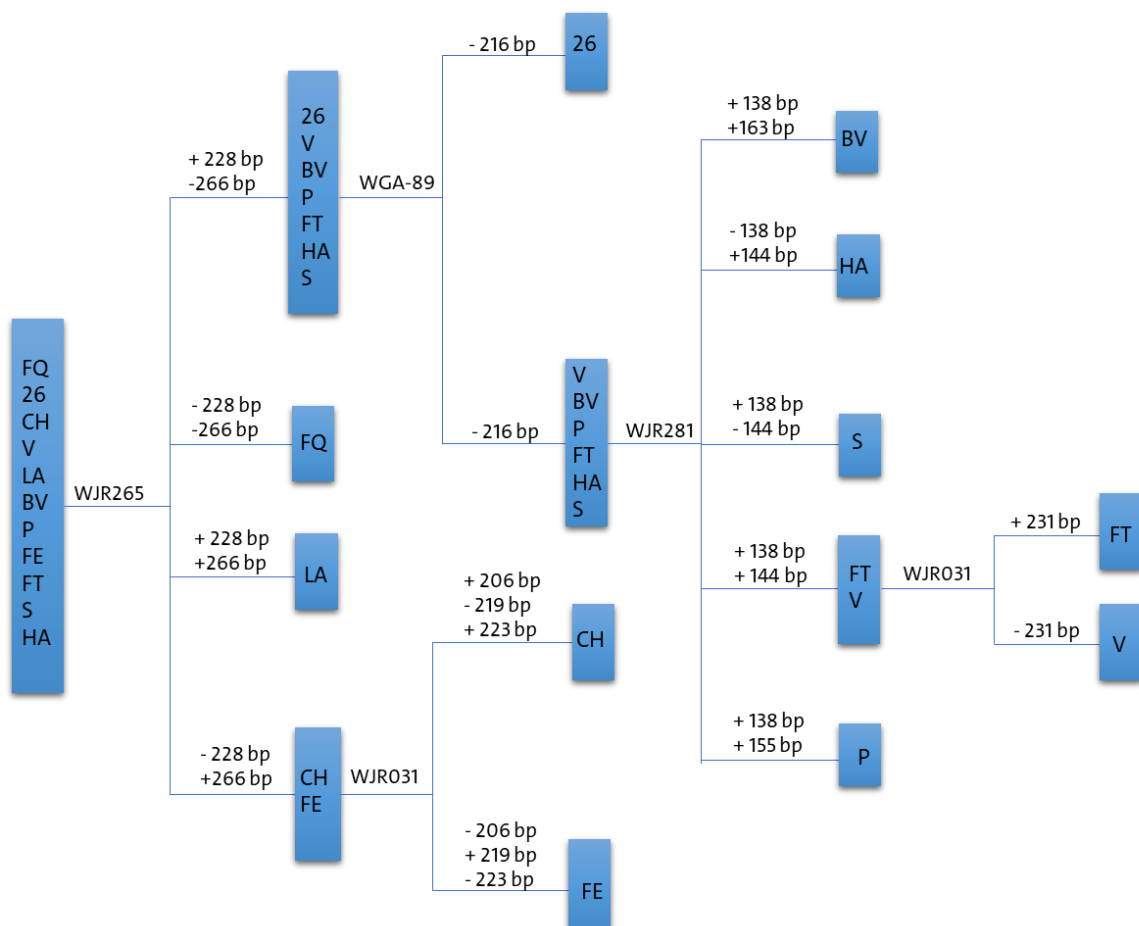 FQ
26
CH
V
LA
BV
P
FE
FT
S
HA
WJR265
+ 228 bp
-266 bp
26
V
BV
P
FT
HA
S
WGA-89
- 228 bp
-266 bp
FQ
+ 228 bp
+266 bp
LA
- 228 bp
+266 bp
CH
FE
WJR031
- 216 bp
26
- 216 bp
V
BV
P
FT
HA
S
WJR281
+ 206 bp
- 219 bp
+ 223 bp
CH
- 206 bp
+ 219 bp
- 223 bp
FE
+ 138 bp
+163 bp
BV
- 138 bp
+144 bp
HA
+ 138 bp
- 144 bp
S
+ 138 bp
+ 144 bp
FT
V
WJR031
+ 138 bp
+ 155 bp
P
+ 231 bp
FT
- 231 bp
V